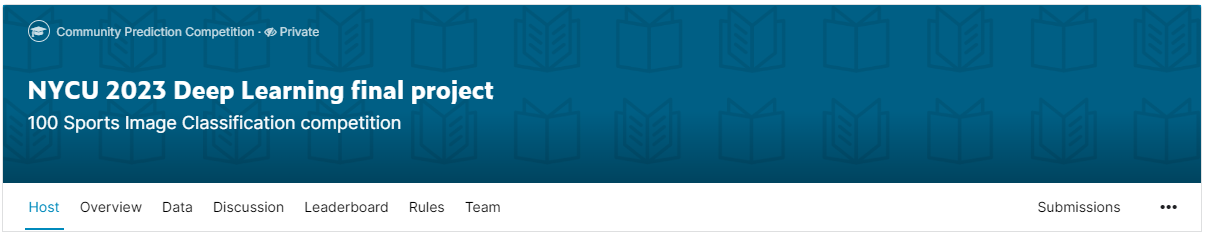 Community Prediction Competition · Private
NYCU 2023 Deep Learning final project
100 Sports Image Classification competition
Host Overview Data Discussion Leaderboard Rules Team Submissions •••